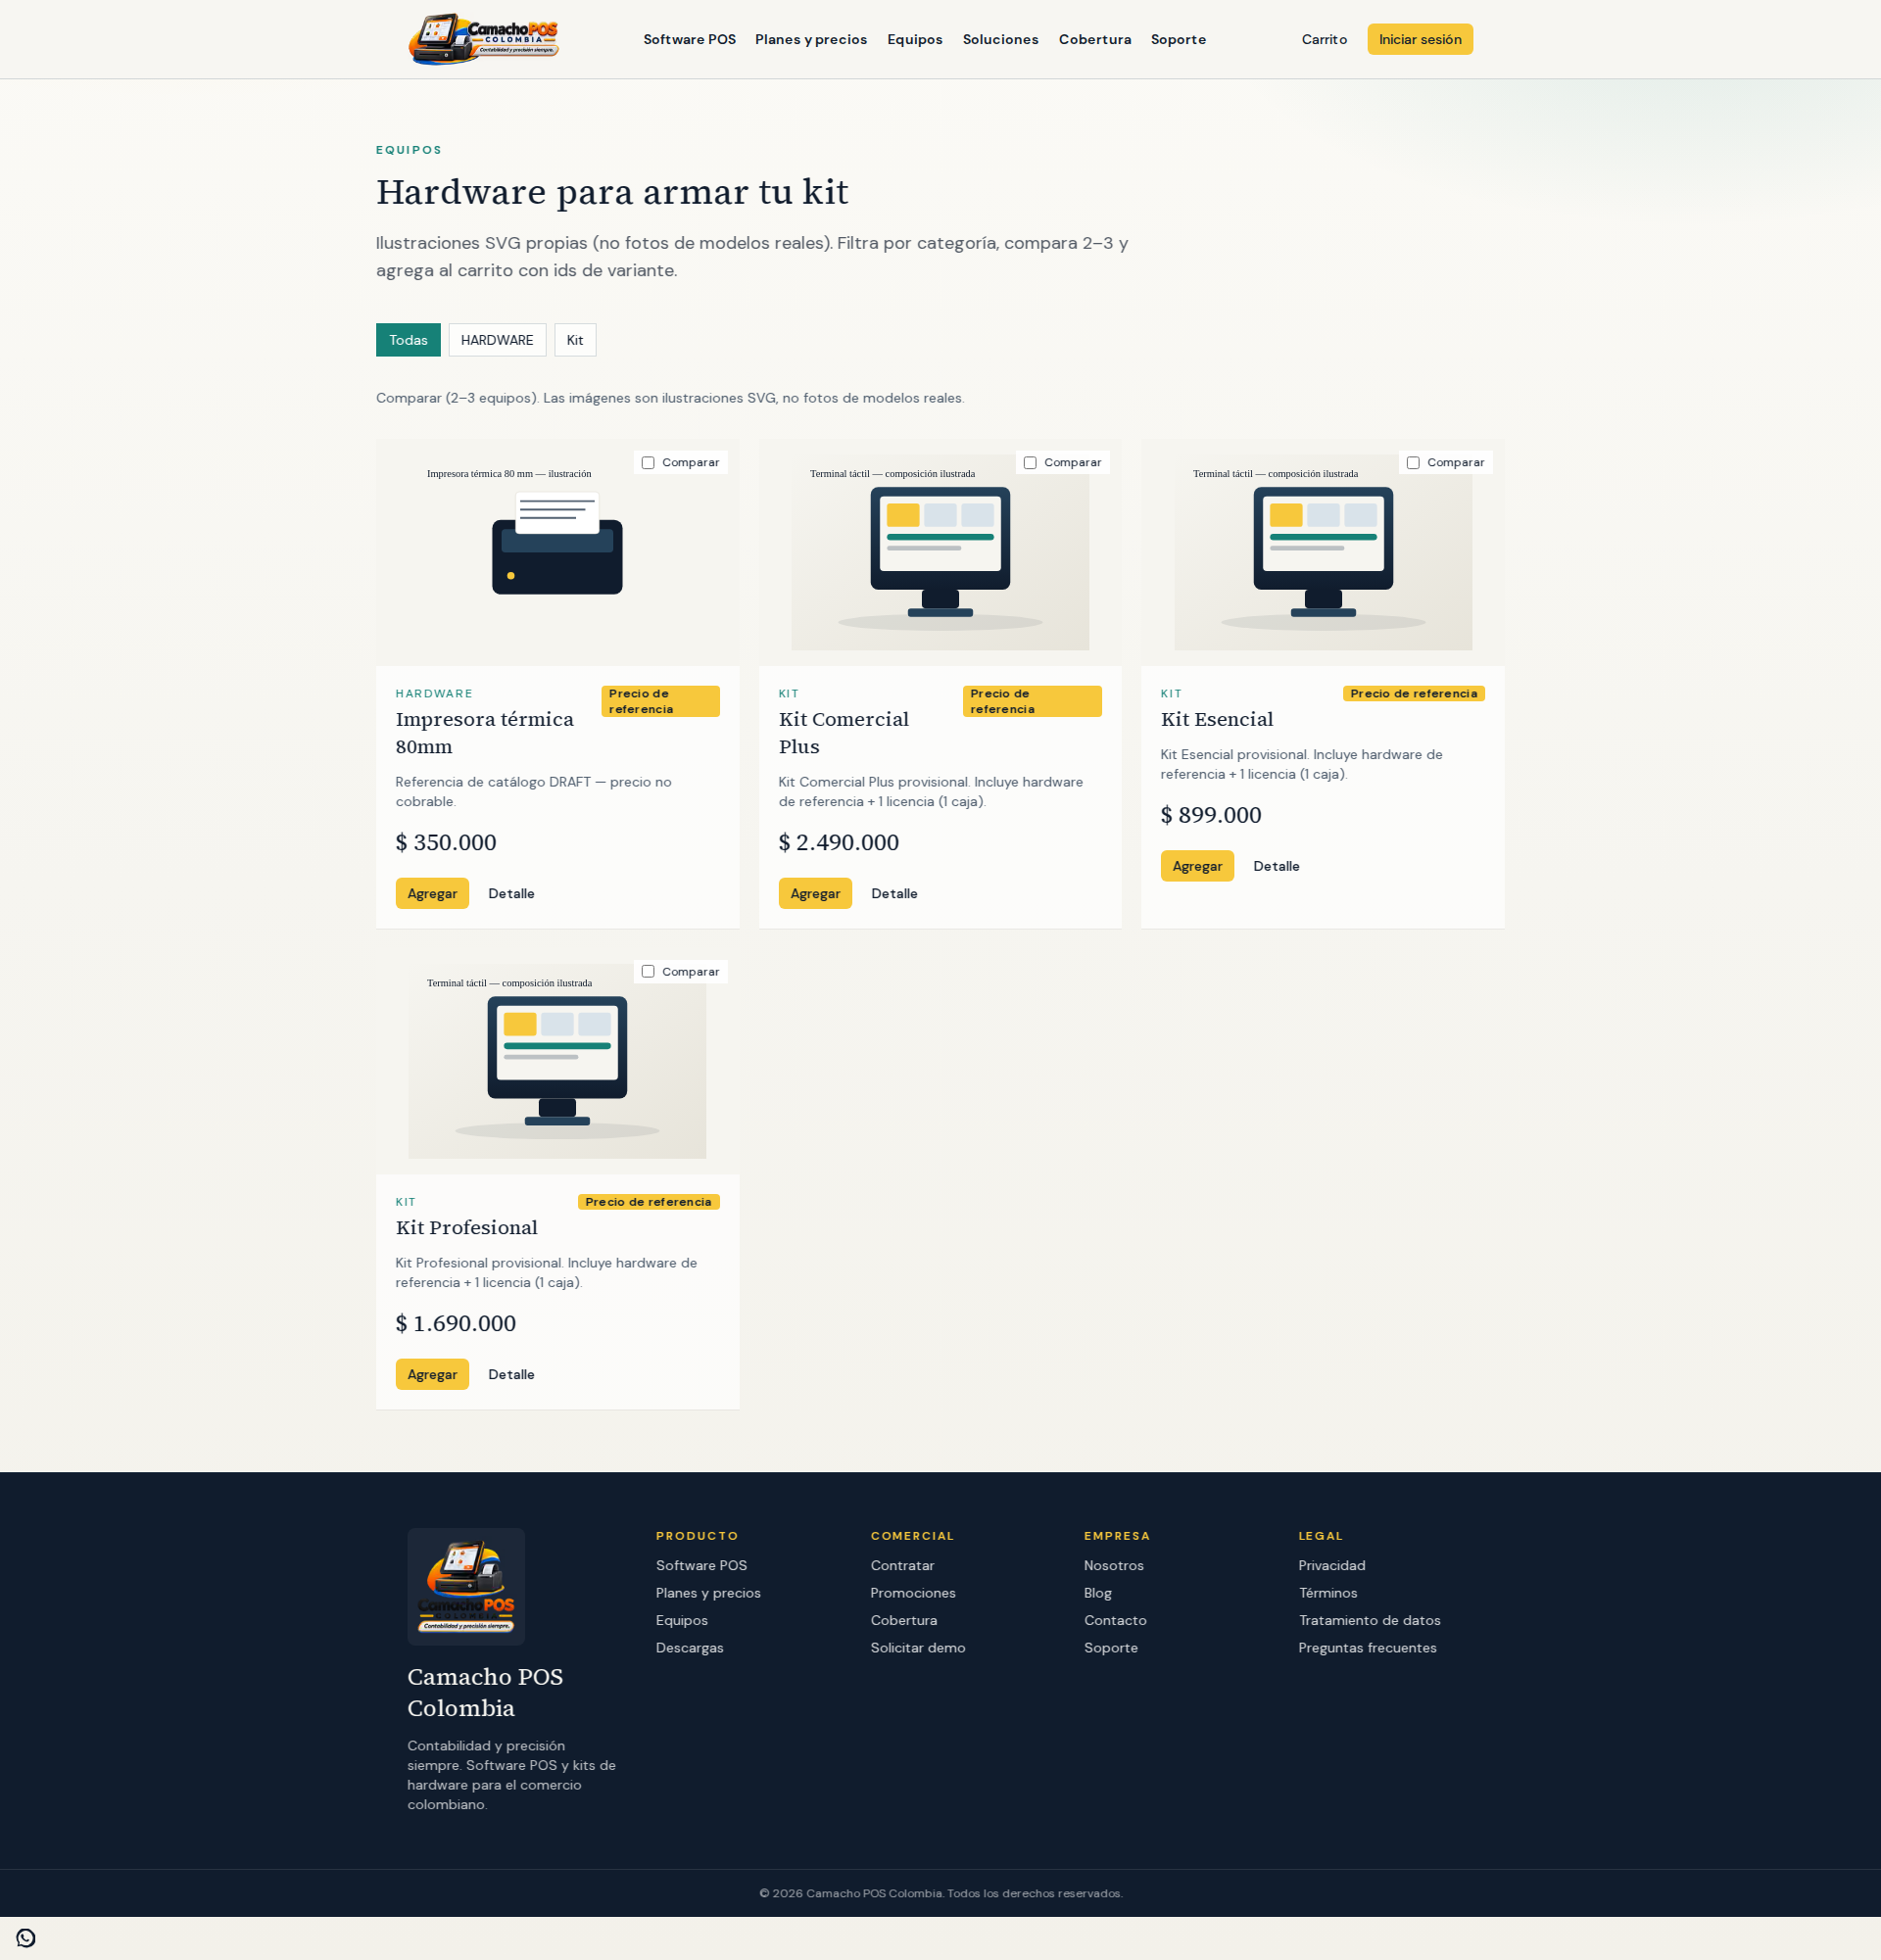 CamachoPOS
COLOMBIA
Contabilidad y precisión siempre.
Software POS
Planes y precios
Equipos
Soluciones
Cobertura
Soporte
Carrito
Iniciar sesión
EQUIPOS
Hardware para armar tu kit
Ilustraciones SVG propias (no fotos de modelos reales). Filtra por categoría, compara 2–3 y
agrega al carrito con ids de variante.
Todas
HARDWARE
Kit
Comparar (2–3 equipos). Las imágenes son ilustraciones SVG, no fotos de modelos reales.
Comparar
Impresora térmica 80 mm — ilustración
HARDWARE
Precio de
referencia
Impresora térmica
80mm
Referencia de catálogo DRAFT — precio no
cobrable.
$ 350.000
Agregar
Detalle
Comparar
Terminal táctil — composición ilustrada
KIT
Precio de
referencia
Kit Comercial
Plus
Kit Comercial Plus provisional. Incluye hardware
de referencia + 1 licencia (1 caja).
$ 2.490.000
Agregar
Detalle
Comparar
Terminal táctil — composición ilustrada
KIT
Precio de referencia
Kit Esencial
Kit Esencial provisional. Incluye hardware de
referencia + 1 licencia (1 caja).
$ 899.000
Agregar
Detalle
Comparar
Terminal táctil — composición ilustrada
KIT
Precio de referencia
Kit Profesional
Kit Profesional provisional. Incluye hardware de
referencia + 1 licencia (1 caja).
$ 1.690.000
Agregar
Detalle
CamachoPOS
COLOMBIA
Contabilidad y precisión siempre.
Camacho POS
Colombia
Contabilidad y precisión
siempre. Software POS y kits de
hardware para el comercio
colombiano.
PRODUCTO
Software POS
Planes y precios
Equipos
Descargas
COMERCIAL
Contratar
Promociones
Cobertura
Solicitar demo
EMPRESA
Nosotros
Blog
Contacto
Soporte
LEGAL
Privacidad
Términos
Tratamiento de datos
Preguntas frecuentes
© 2026 Camacho POS Colombia. Todos los derechos reservados.